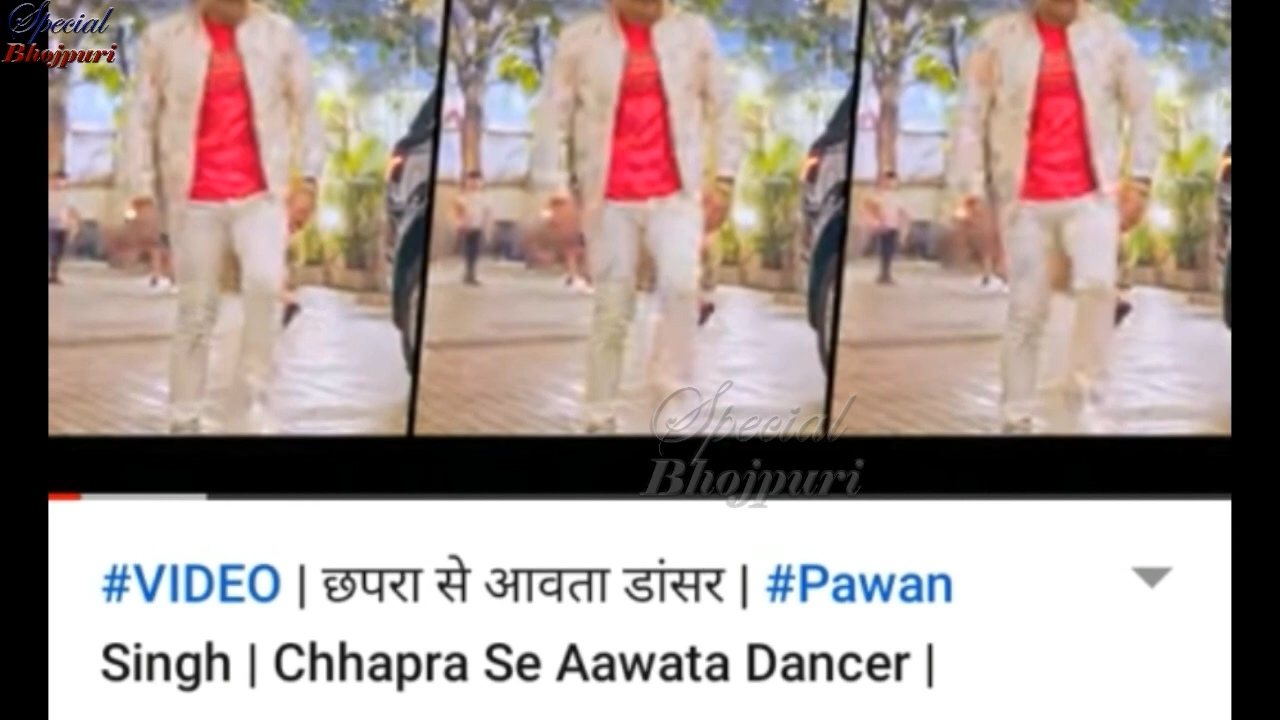 Special
Bhojpuri
Special
Bhojpuri
#VIDEO | छपरा से आवता डांसर | #Pawan
Singh | Chhapra Se Aawata Dancer |